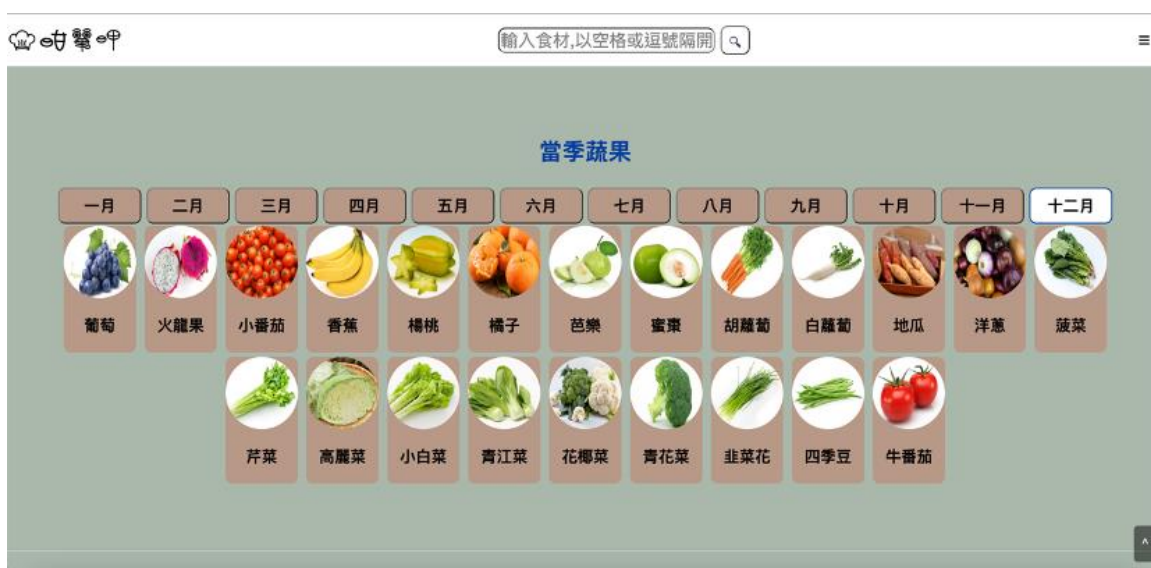 咁饗呷
輸入食材,以空格或逗號隔開
當季蔬果
一月 二月 三月 四月 五月 六月 七月 八月 九月 十月 十一月 十二月
葡萄 火龍果 小番茄 香蕉 楊桃 橘子 芭樂 蜜棗 胡蘿蔔 白蘿蔔 地瓜 洋蔥 菠菜
芹菜 高麗菜 小白菜 青江菜 花椰菜 青花菜 韭菜花 四季豆 牛番茄